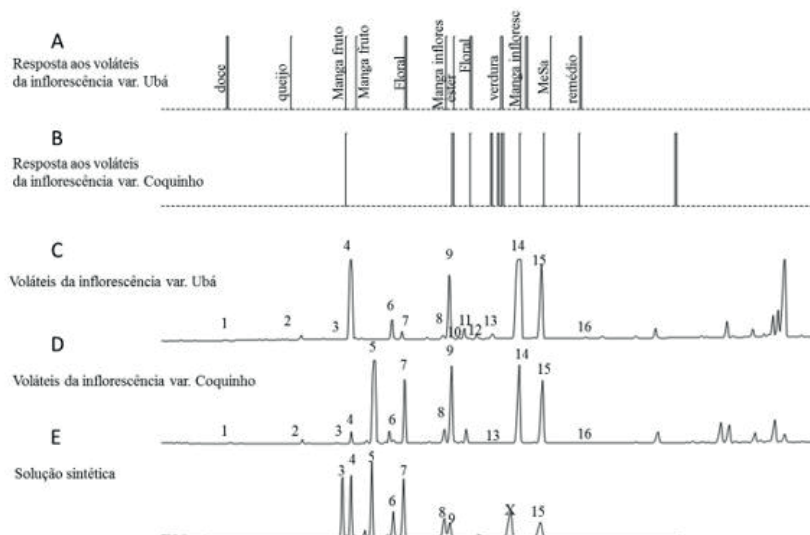 A
Resposta aos voláteis
da inflorescência var. Ubá
doce
queijo
Manga fruto
Manga fruto
Floral
Manga inflores
ester
Floral
verdura
Manga infloresc
MeSa
remédio
B
Resposta aos voláteis
da inflorescência var. Coquinho
C
Voláteis da inflorescência var. Ubá
1
2
3
4
6
7
8
9
10
11
12
13
14
15
16
D
Voláteis da inflorescência var. Coquinho
1
2
3
4
5
6
7
8
9
13
14
15
16
E
Solução sintética
3
4
5
6
7
8
9
X
15